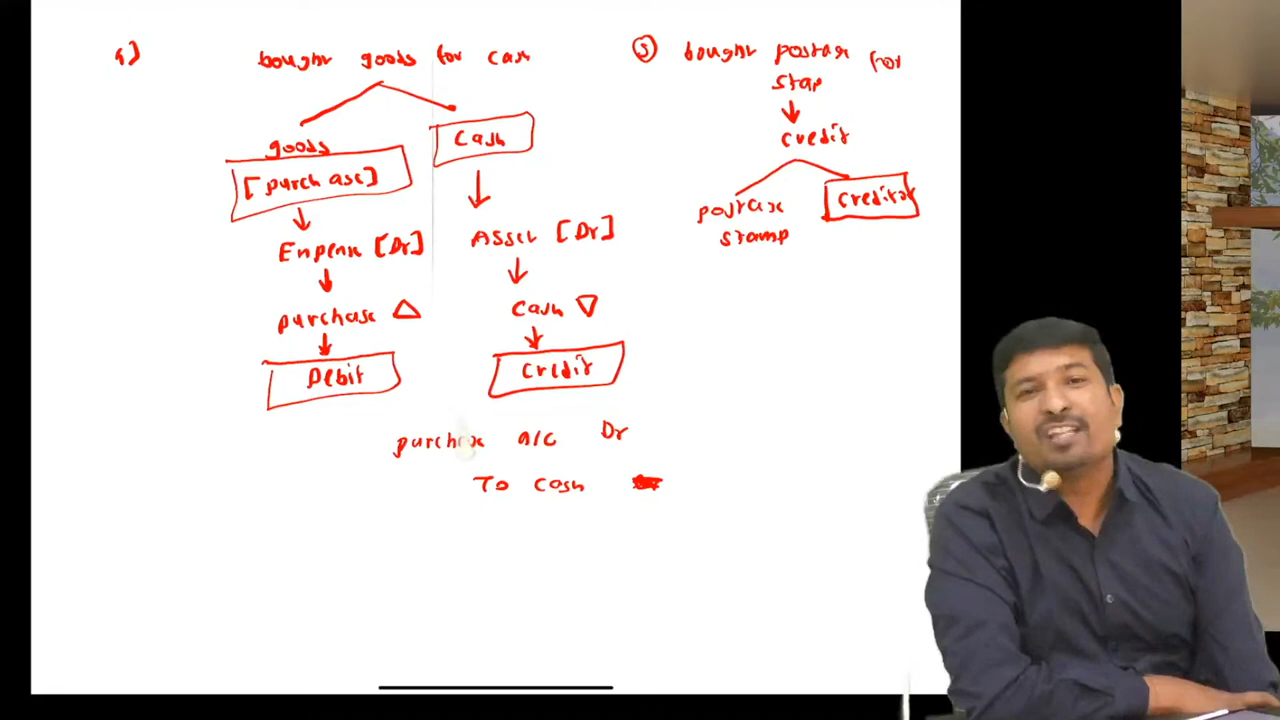 4)
bought goods for cash
goods
[purchase]
Expense [Dr]
purchase △
Debit
Cash
Asset [Dr]
Cash ▽
Credit
purchase a/c Dr
To cash
⑤ bought postage for
stap
credit
postage
stamp
Creditor